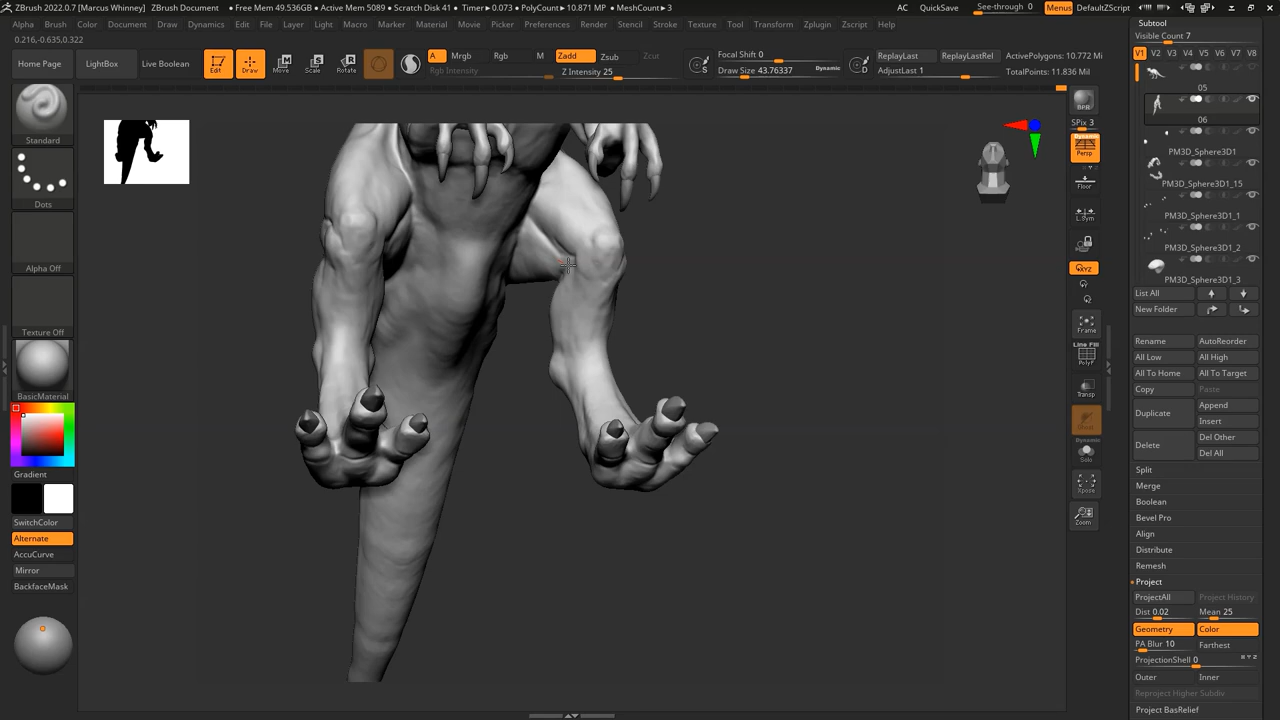 ZBrush 2022.0.7 [Marcus Whinney] ZBrush Document • Free Mem 49.536GB • Active Mem 5089 • Scratch Disk 41 • Timer▸0.073 • PolyCount▸10.871 MP • MeshCount▸3 AC QuickSave See-through 0 Menus DefaultZScript
Alpha Brush Color Document Draw Dynamics Edit File Layer Light Macro Marker Material Movie Picker Preferences Render Stencil Stroke Texture Tool Transform Zplugin Zscript Help
0.216,-0.635,0.322
Home Page LightBox Live Boolean Edit Draw Move Scale Rotate
A Mrgb Rgb M Zadd Zsub Zcut
Rgb Intensity Z Intensity 25
Focal Shift 0
Draw Size 43.76337 Dynamic
S D
ReplayLast ReplayLastRel
AdjustLast 1
ActivePolygons: 10.772 Mi
TotalPoints: 11.836 Mil
Standard
Dots
Alpha Off
Texture Off
BasicMaterial
Gradient
SwitchColor
Alternate
AccuCurve
Mirror
BackfaceMask
BPR
SPix 3
Dynamic
Persp
Floor
L.Sym
XYZ
Frame
Line Fill
PolyF
Transp
Dynamic
Solo
Xpose
Zoom
Subtool
Visible Count 7
V1 V2 V3 V4 V5 V6 V7 V8
05
06
PM3D_Sphere3D1
PM3D_Sphere3D1_15
PM3D_Sphere3D1_1
PM3D_Sphere3D1_2
PM3D_Sphere3D1_3
List All
New Folder
Rename AutoReorder
All Low All High
All To Home All To Target
Copy Paste
Duplicate Append
Insert
Delete Del Other
Del All
Split
Merge
Boolean
Bevel Pro
Align
Distribute
Remesh
Project
ProjectAll Project History
Dist 0.02 Mean 25
Geometry Color
PA Blur 10 Farthest
ProjectionShell 0
Outer Inner
Reproject Higher Subdiv
Project BasRelief